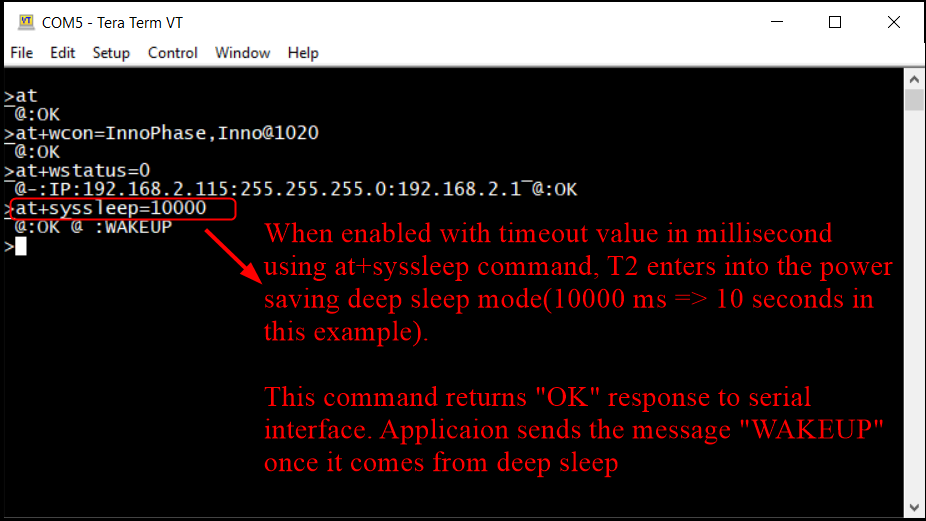 COM5 - Tera Term VT
File Edit Setup Control Window Help
>at
@:OK
>at+wcon=InnoPhase,Inno@1020
@:OK
>at+wstatus=0
@-:IP:192.168.2.115:255.255.255.0:192.168.2.1 @:OK
>at+syssleep=10000
@:OK @ :WAKEUP
>
When enabled with timeout value in millisecond
using at+syssleep command, T2 enters into the power
saving deep sleep mode(10000 ms => 10 seconds in
this example).
This command returns "OK" response to serial
interface. Applicaion sends the message "WAKEUP"
once it comes from deep sleep